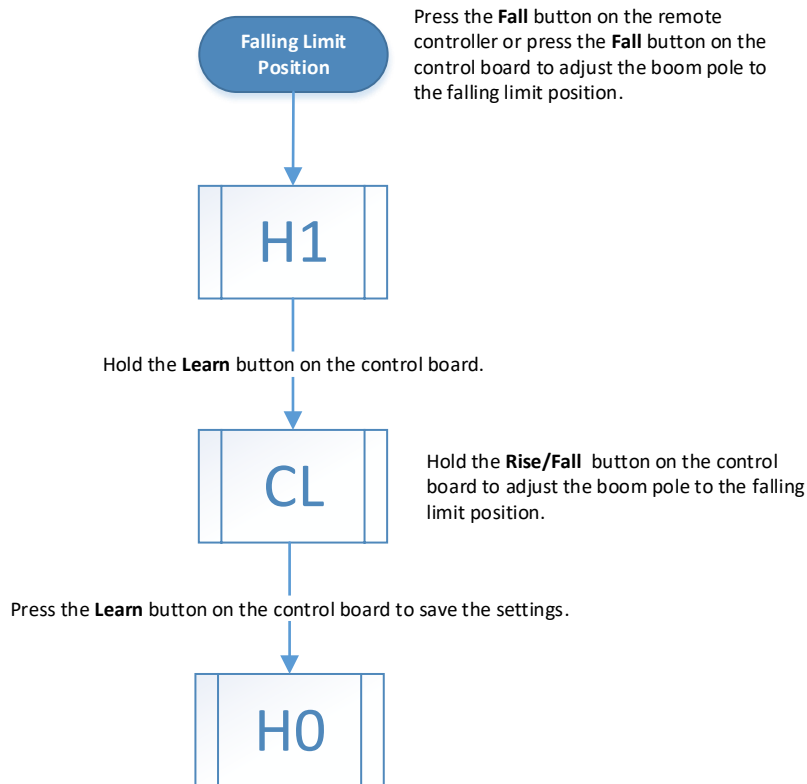 Falling Limit
Position
Press the Fall button on the remote
controller or press the Fall button on the
control board to adjust the boom pole to
the falling limit position.
H1
Hold the Learn button on the control board.
CL
Hold the Rise/Fall button on the control
board to adjust the boom pole to the falling
limit position.
Press the Learn button on the control board to save the settings.
H0